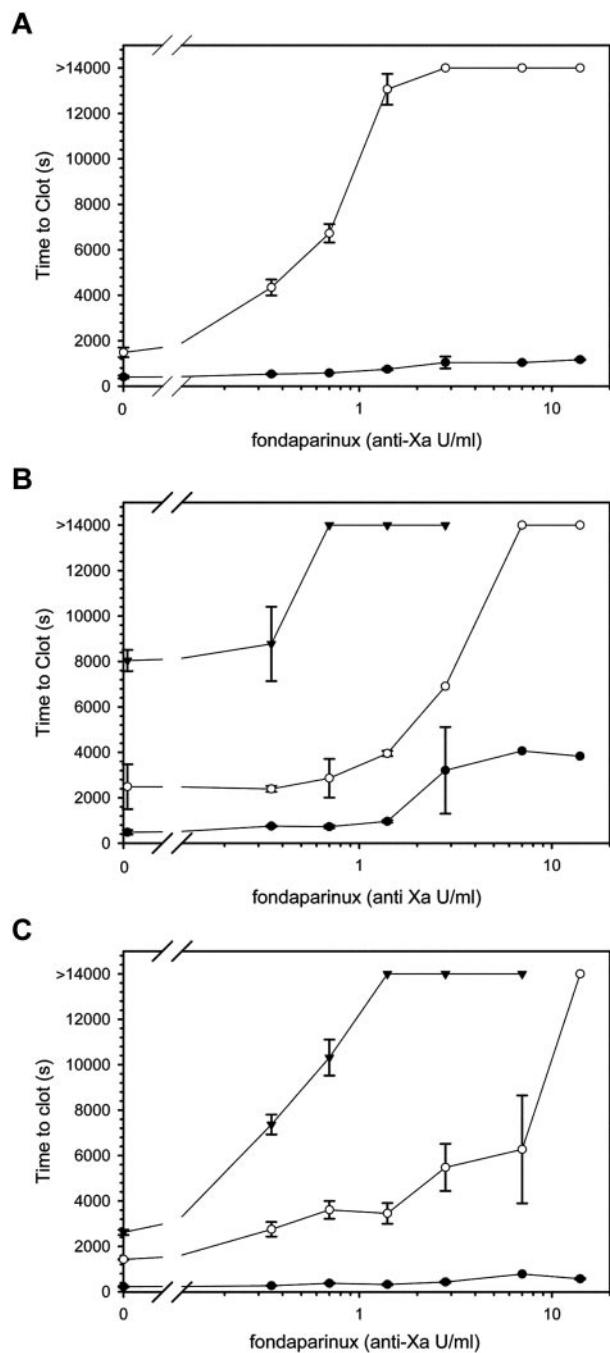 A
>14000
12000
10000
8000
6000
4000
2000
0
Time to Clot (s)
0 1 10
fondaparinux (anti-Xa U/ml)
B
>14000
12000
10000
8000
6000
4000
2000
0
Time to Clot (s)
0 1 10
fondaparinux (anti Xa U/ml)
C
>14000
12000
10000
8000
6000
4000
2000
0
Time to clot (s)
0 1 10
fondaparinux (anti-Xa U/ml)